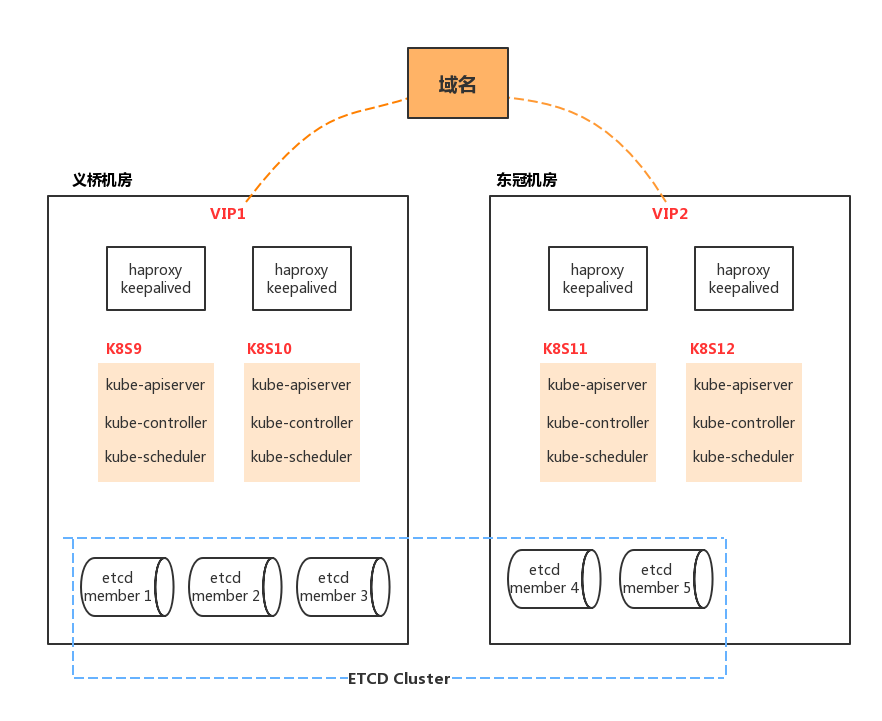 域名
义桥机房
东冠机房
VIP1
VIP2
haproxy
keepalived
haproxy
keepalived
haproxy
keepalived
haproxy
keepalived
K8S9
K8S10
K8S11
K8S12
kube-apiserver
kube-controller
kube-scheduler
kube-apiserver
kube-controller
kube-scheduler
kube-apiserver
kube-controller
kube-scheduler
kube-apiserver
kube-controller
kube-scheduler
etcd
member 1
etcd
member 2
etcd
member 3
etcd
member 4
etcd
member 5
ETCD Cluster